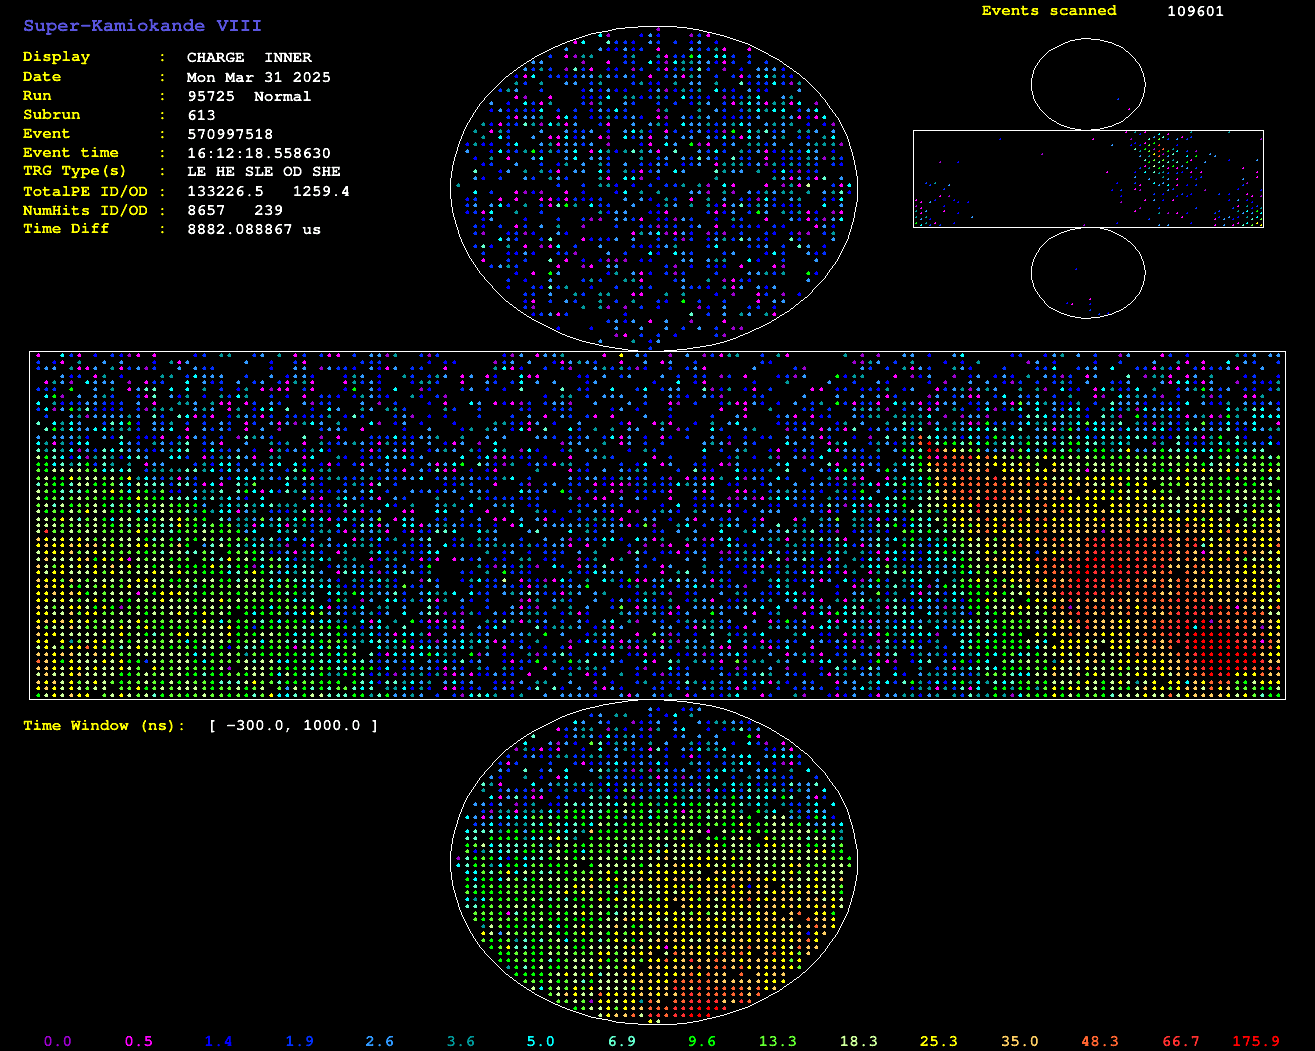 Super-Kamiokande VIII
Events scanned 109601
Display : CHARGE INNER
Date : Mon Mar 31 2025
Run : 95725 Normal
Subrun : 613
Event : 570997518
Event time : 16:12:18.558630
TRG Type(s) : LE HE SLE OD SHE
TotalPE ID/OD : 133226.5 1259.4
NumHits ID/OD : 8657 239
Time Diff : 8882.088867 us
Time Window (ns): [ -300.0, 1000.0 ]
0.0 0.5 1.4 1.9 2.6 3.6 5.0 6.9 9.6 13.3 18.3 25.3 35.0 48.3 66.7 175.9